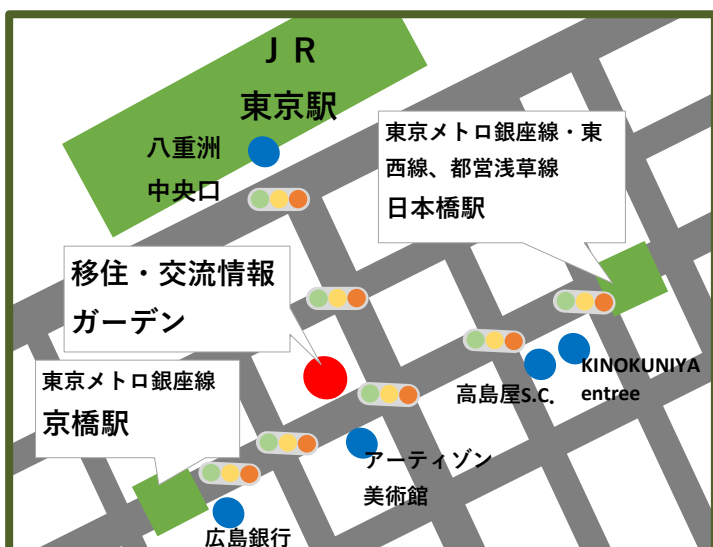 ＪＲ
東京駅
八重洲
中央口
東京メトロ銀座線・東
西線、都営浅草線
日本橋駅
移住・交流情報
ガーデン
東京メトロ銀座線
京橋駅
高島屋S.C.
KINOKUNIYA
entree
アーティゾン
美術館
広島銀行